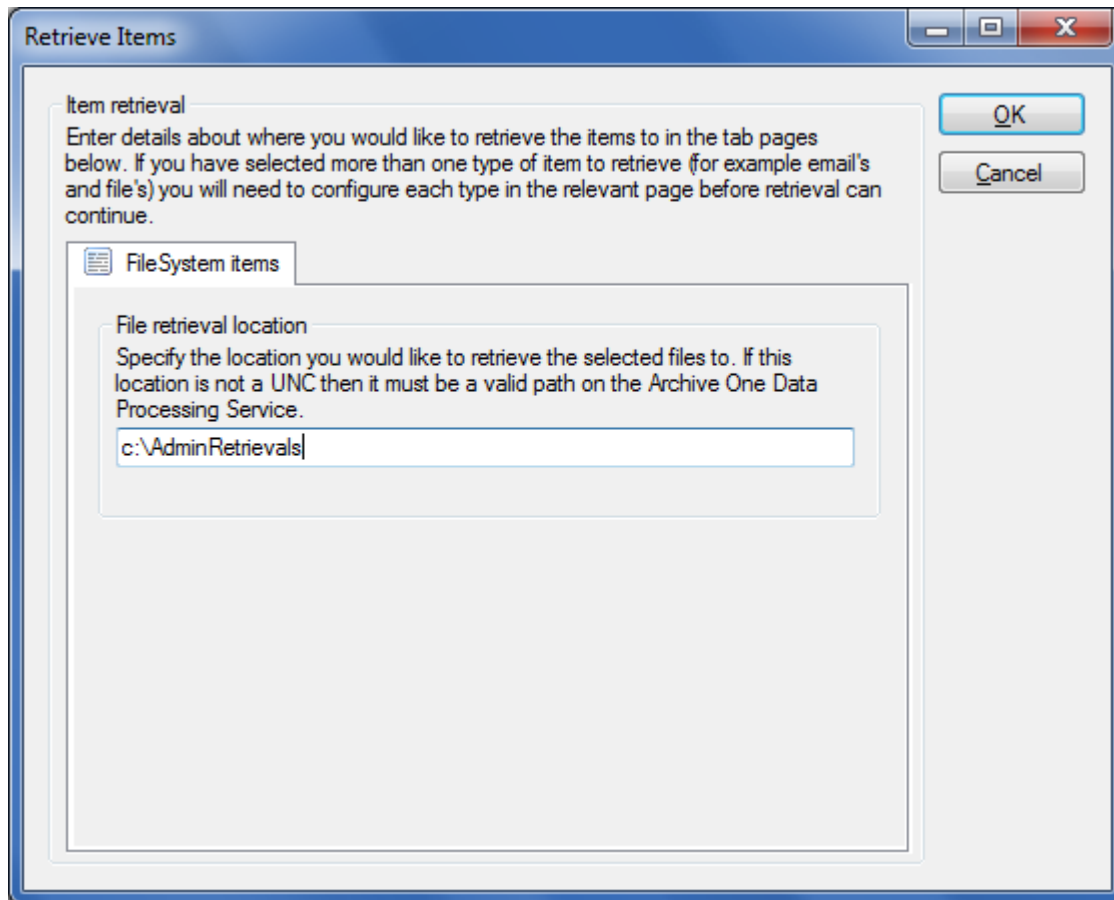 Retrieve Items
Item retrieval
OK
Enter details about where you would like to retrieve the items to in the tab pages
below. If you have selected more than one type of item to retrieve (for example email's
and file's) you will need to configure each type in the relevant page before retrieval can
continue.
Cancel
FileSystem items
File retrieval location
Specify the location you would like to retrieve the selected files to. If this
location is not a UNC then it must be a valid path on the Archive One Data
Processing Service.
c:\AdminRetrievals